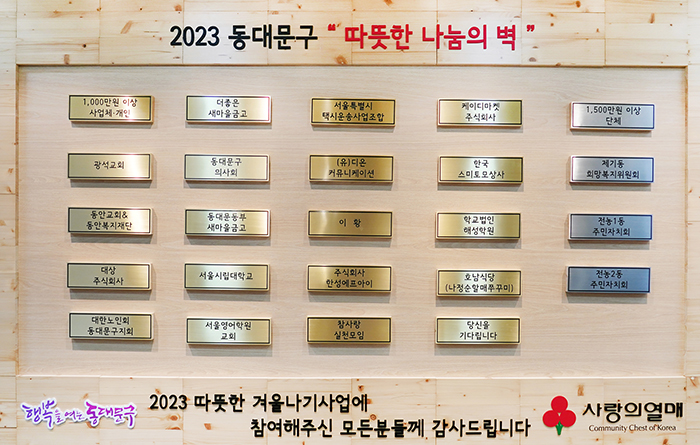 2023 동대문구 “ 따뜻한 나눔의 벽 ”
1,000만원 이상
사업체·개인
더좋은
새마을금고
서울특별시
택시운송사업조합
케이디마켓
주식회사
1,500만원 이상
단체
광석교회
동대문구
의사회
(유)디온
커뮤니케이션
한국
스미토모상사
제기동
희망복지위원회
동안교회&
동안복지재단
동대문동부
새마을금고
이 황
학교법인
해성학원
전농1동
주민자치회
대상
주식회사
서울시립대학교
주식회사
한성에프아이
호남식당
(나정순할매쭈꾸미)
전농2동
주민자치회
대한노인회
동대문구지회
서울영어학원
교회
참사랑
실천모임
당신을
기다립니다
행복을 여는 동대문구
2023 따뜻한 겨울나기사업에
참여해주신 모든분들께 감사드립니다
사랑의열매
Community Chest of Korea